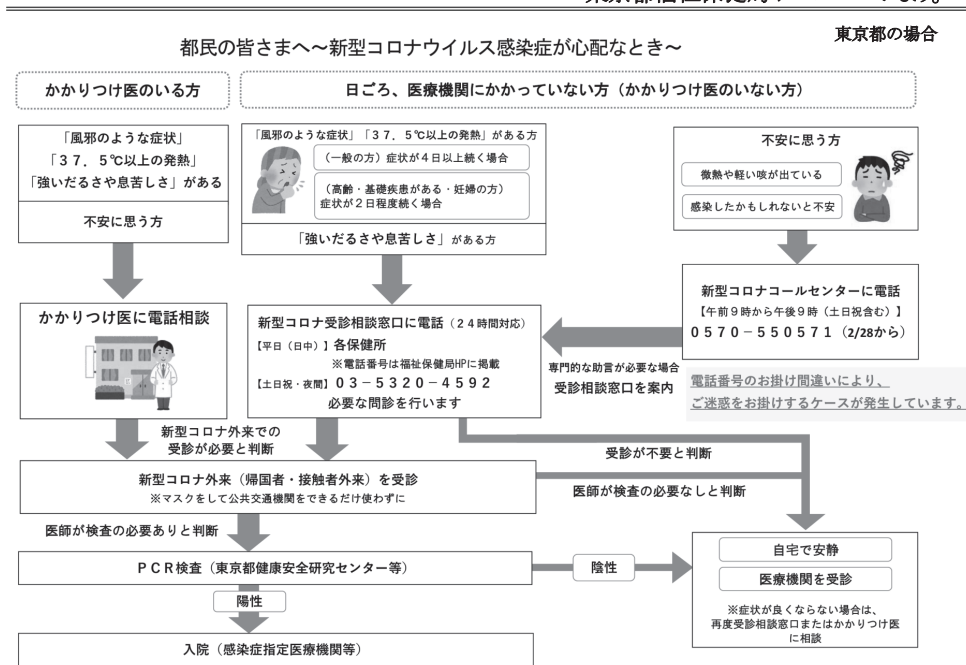 東京都の場合
都民の皆さまへ～新型コロナウイルス感染症が心配なとき～
かかりつけ医のいる方
日ごろ、医療機関にかかっていない方（かかりつけ医のいない方）
「風邪のような症状」
「３７．５℃以上の発熱」
「強いだるさや息苦しさ」がある
不安に思う方
「風邪のような症状」「３７．５℃以上の発熱」がある方
（一般の方）症状が４日以上続く場合
（高齢・基礎疾患がある・妊婦の方）
症状が２日程度続く場合
「強いだるさや息苦しさ」がある方
不安に思う方
微熱や軽い咳が出ている
感染したかもしれないと不安
かかりつけ医に電話相談
新型コロナ受診相談窓口に電話（２４時間対応）
【平日（日中）】各保健所
※電話番号は福祉保健局HPに掲載
【土日祝・夜間】０３－５３２０－４５９２
必要な問診を行います
新型コロナコールセンターに電話
【午前９時から午後９時（土日祝含む）】
０５７０－５５０５７１（2/28から）
専門的な助言が必要な場合
受診相談窓口を案内
電話番号のお掛け間違いにより、
ご迷惑をお掛けするケースが発生しています。
新型コロナ外来での
受診が必要と判断
受診が不要と判断
新型コロナ外来（帰国者・接触者外来）を受診
※マスクをして公共交通機関をできるだけ使わずに
医師が検査の必要なしと判断
医師が検査の必要ありと判断
ＰＣＲ検査（東京都健康安全研究センター等）
陰性
自宅で安静
医療機関を受診
※症状が良くならない場合は、
再度受診相談窓口またはかかりつけ医
に相談
陽性
入院（感染症指定医療機関等）